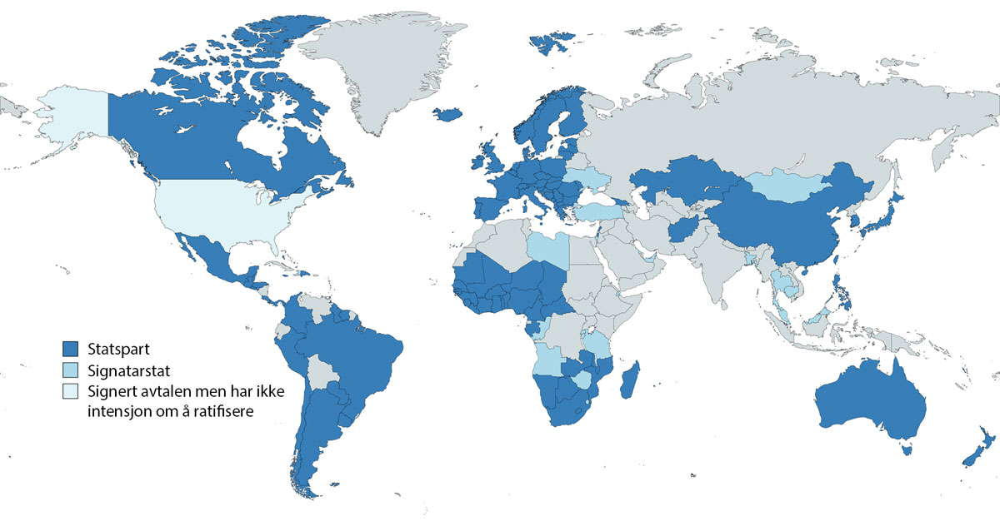 Statspart
Signatarstat
Signert avtalen men har ikke
intensjon om å ratifisere